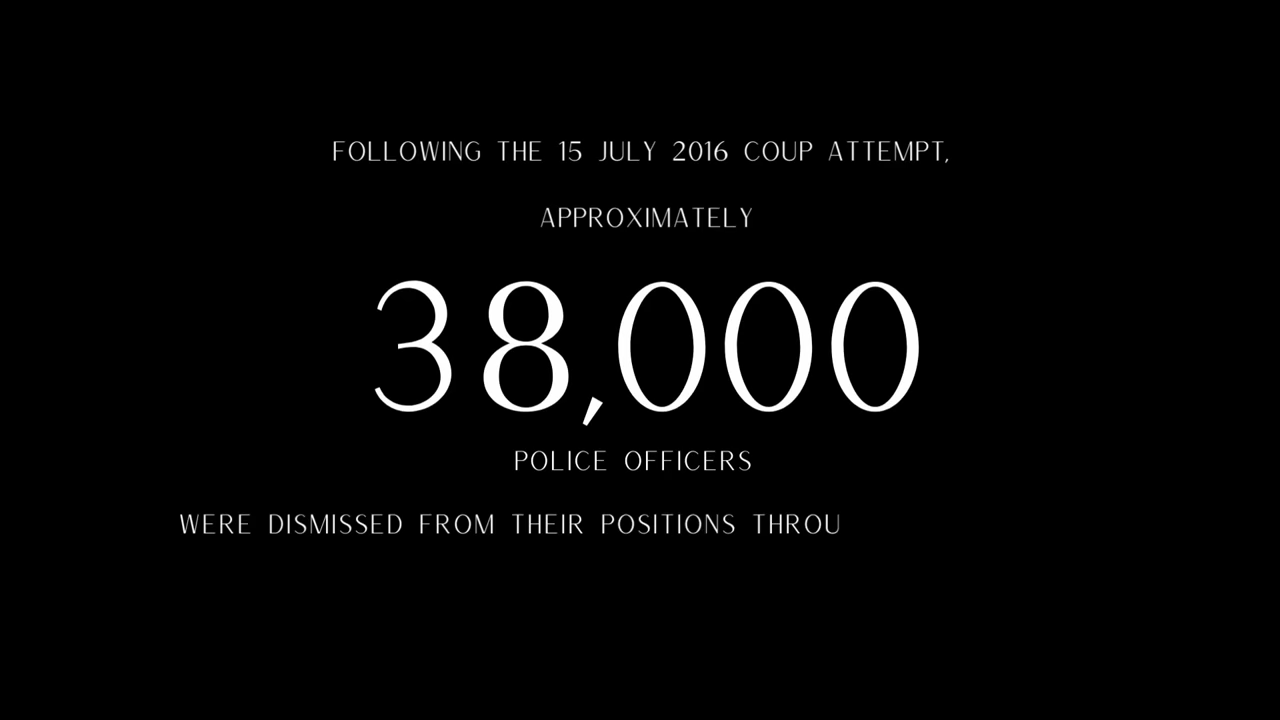 FOLLOWING THE 15 JULY 2016 COUP ATTEMPT,
APPROXIMATELY
38,000
POLICE OFFICERS
WERE DISMISSED FROM THEIR POSITIONS THROU